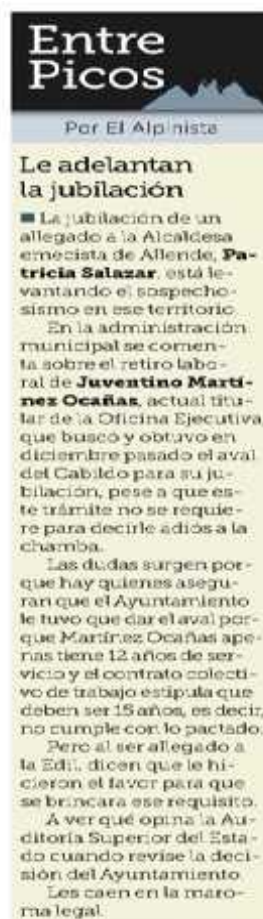 Entre
Picos
Por El Alpinista
Le adelantan
la jubilación
La jubilación de un
allegado a la Alcaldesa
emecista de Allende, Pa-
tricia Salazar, está le-
vantando el sospecho-
sismo en ese territorio
En la administración
municipal se comen-
ta sobre el retiro labo-
ral de Juventino Martí-
nez Ocañas, actual titu-
lar de la Oficina Ejecutiva,
que buscó y obtuvo en
diciembre pasado el aval
del Cabildo para su ju-
bilación, pese a que es-
te trámite no se requie-
re para decirle adiós a la
chamba.
Las dudas surgen por-
que hay quienes asegu-
ran que el Ayuntamiento
le tuvo que dar el aval por-
que Martínez Ocañas ape-
nas tiene 12 años de ser-
vicio y el contrato colecti-
vo de trabajo estipula que
deben ser 15 años, es decir,
no cumple con lo pactado.
Pero al ser allegado a
la Edil, dicen que le hi-
cieron el favor para que
se brincara ese requisito.
A ver qué opina la Au-
ditoría Superior del Esta-
do cuando revise la deci-
sión del Ayuntamiento
Les caen en la maro-
ma legal.